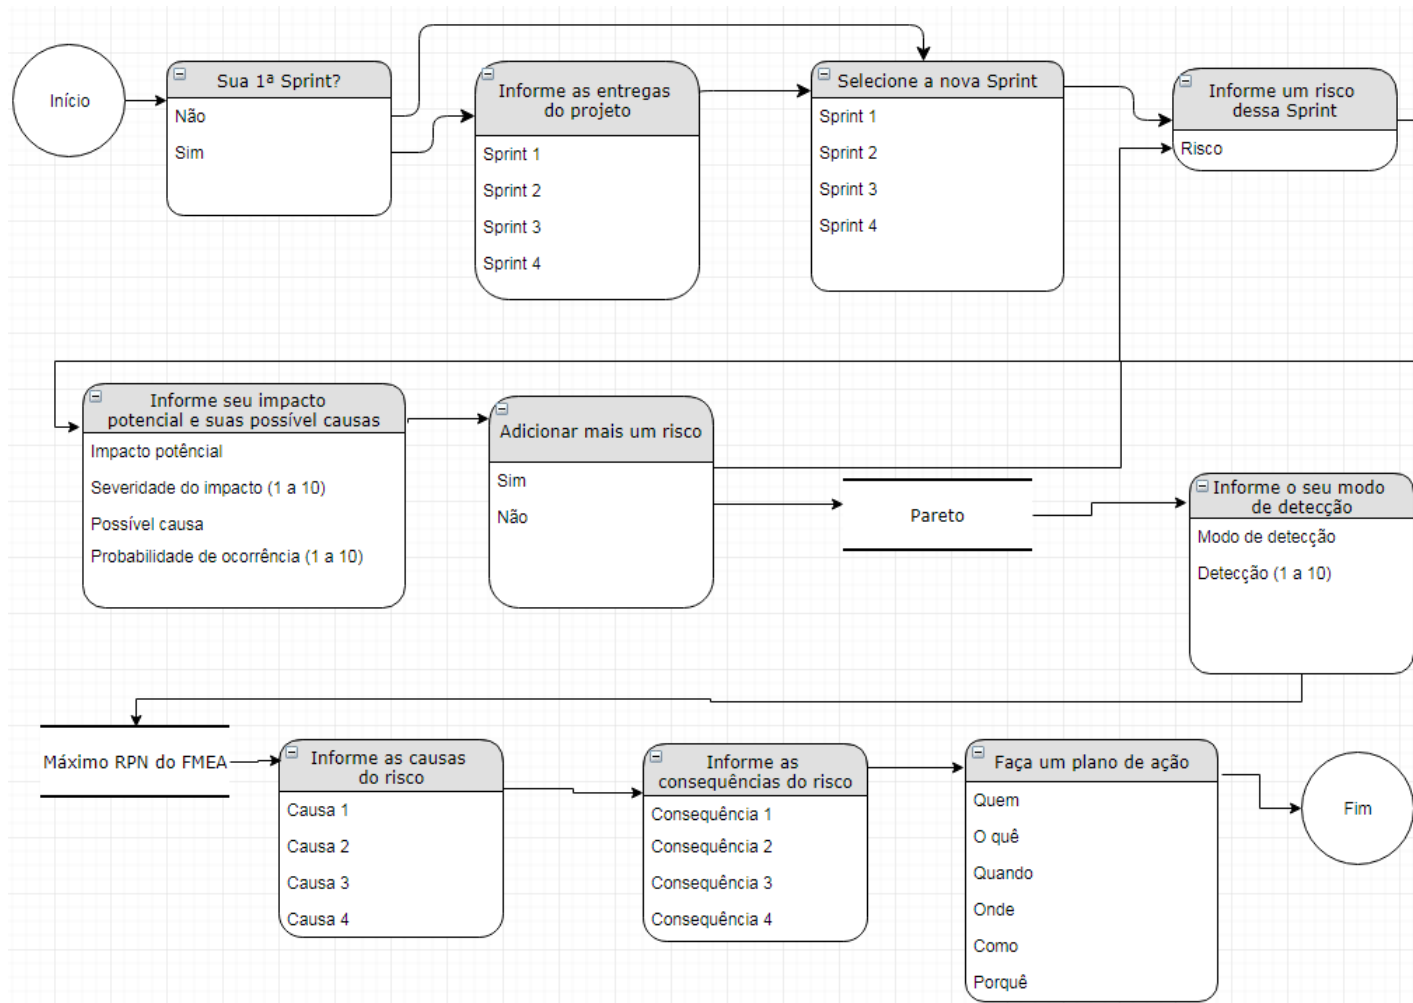 Início
Sua 1ª Sprint?
Não
Sim
Informe as entregas
do projeto
Sprint 1
Sprint 2
Sprint 3
Sprint 4
Selecione a nova Sprint
Sprint 1
Sprint 2
Sprint 3
Sprint 4
Informe um risco
dessa Sprint
Risco
Informe seu impacto
potencial e suas possível causas
Impacto potêncial
Severidade do impacto (1 a 10)
Possível causa
Probabilidade de ocorrência (1 a 10)
Adicionar mais um risco
Sim
Não
Pareto
Informe o seu modo
de detecção
Modo de detecção
Detecção (1 a 10)
Máximo RPN do FMEA
Informe as causas
do risco
Causa 1
Causa 2
Causa 3
Causa 4
Informe as
consequências do risco
Consequência 1
Consequência 2
Consequência 3
Consequência 4
Faça um plano de ação
Quem
O quê
Quando
Onde
Como
Porquê
Fim